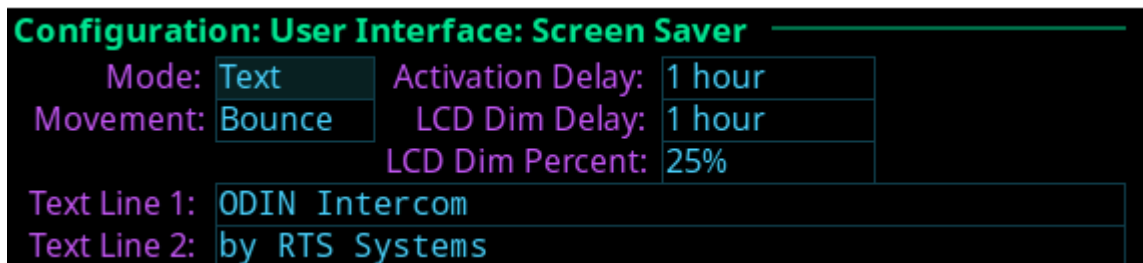 Configuration: User Interface: Screen Saver
Mode: Text Activation Delay: 1 hour
Movement: Bounce LCD Dim Delay: 1 hour
LCD Dim Percent: 25%
Text Line 1: ODIN Intercom
Text Line 2: by RTS Systems